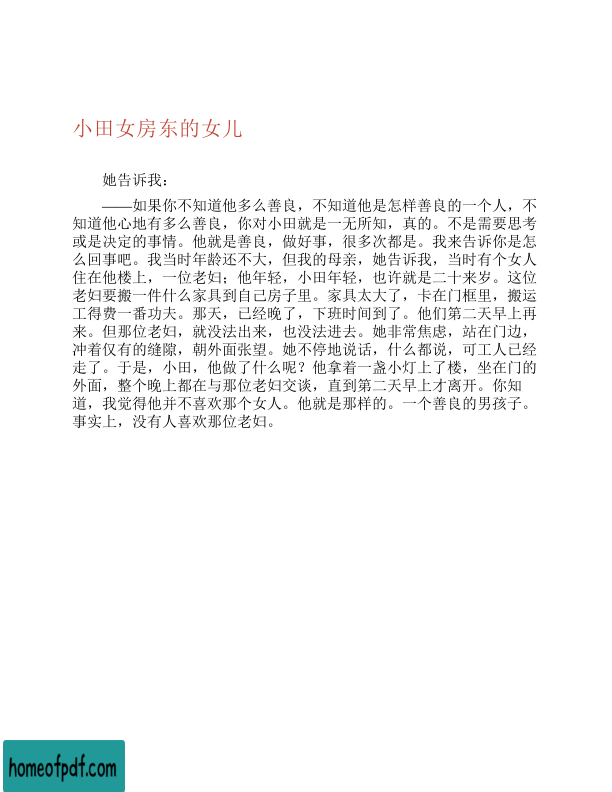 小田女房东的女儿
她告诉我：
——如果你不知道他多么善良，不知道他是怎样善良的一个人，不
知道他心地有多么善良，你对小田就是一无所知，真的。不是需要思考
或是决定的事情。他就是善良，做好事，很多次都是。我来告诉你是怎
么回事吧。我当时年龄还不大，但我的母亲，她告诉我，当时有个女人
住在他楼上，一位老妇；他年轻，小田年轻，也许就是二十来岁。这位
老妇要搬一件什么家具到自己房子里。家具太大了，卡在门框里，搬运
工得费一番功夫。那天，已经晚了，下班时间到了。他们第二天早上再
来。但那位老妇，就没法出来，也没法进去。她非常焦虑，站在门边，
冲着仅有的缝隙，朝外面张望。她不停地说话，什么都说，可工人已经
走了。于是，小田，他做了什么呢？他拿着一盏小灯上了楼，坐在门的
外面，整个晚上都在与那位老妇交谈，直到第二天早上才离开。你知
道，我觉得他并不喜欢那个女人。他就是那样的。一个善良的男孩子。
事实上，没有人喜欢那位老妇。
homeofpdf.com